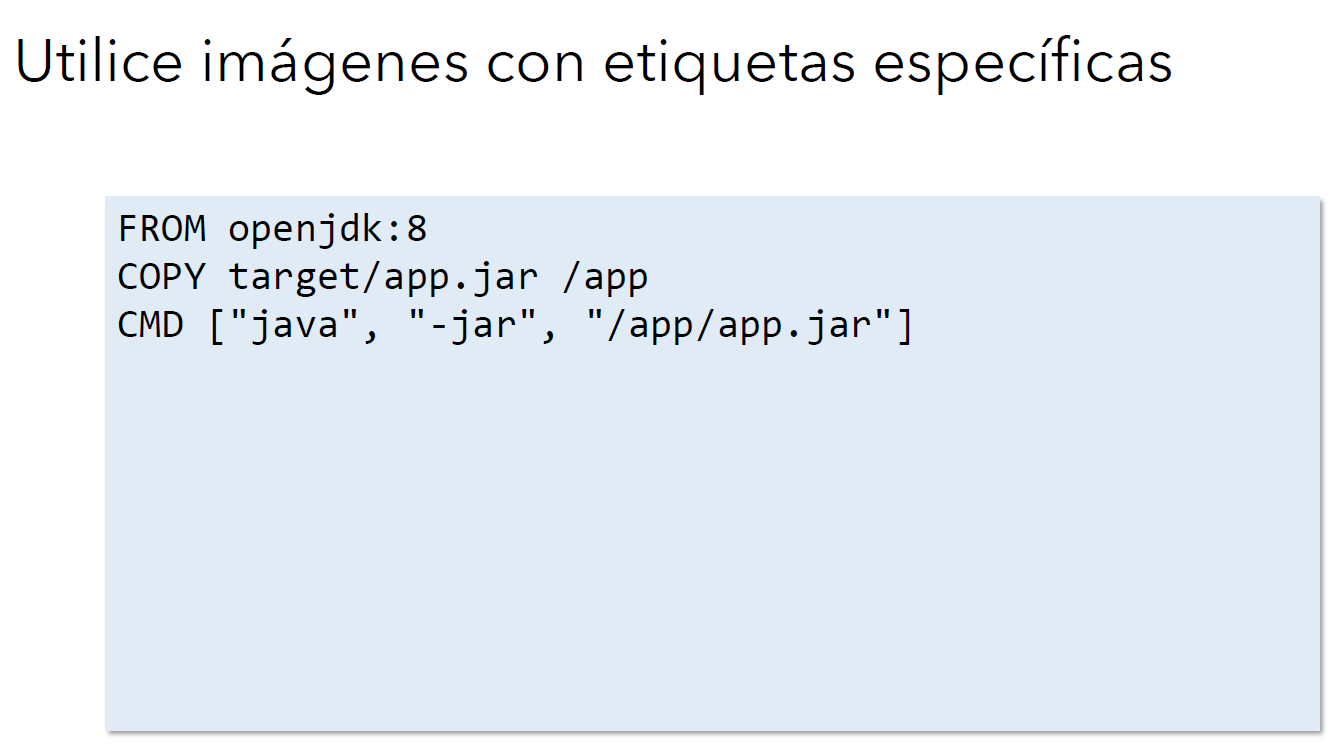 Utilice imágenes con etiquetas específicas
FROM openjdk:8
COPY target/app.jar /app
CMD ["java", "-jar", "/app/app.jar"]